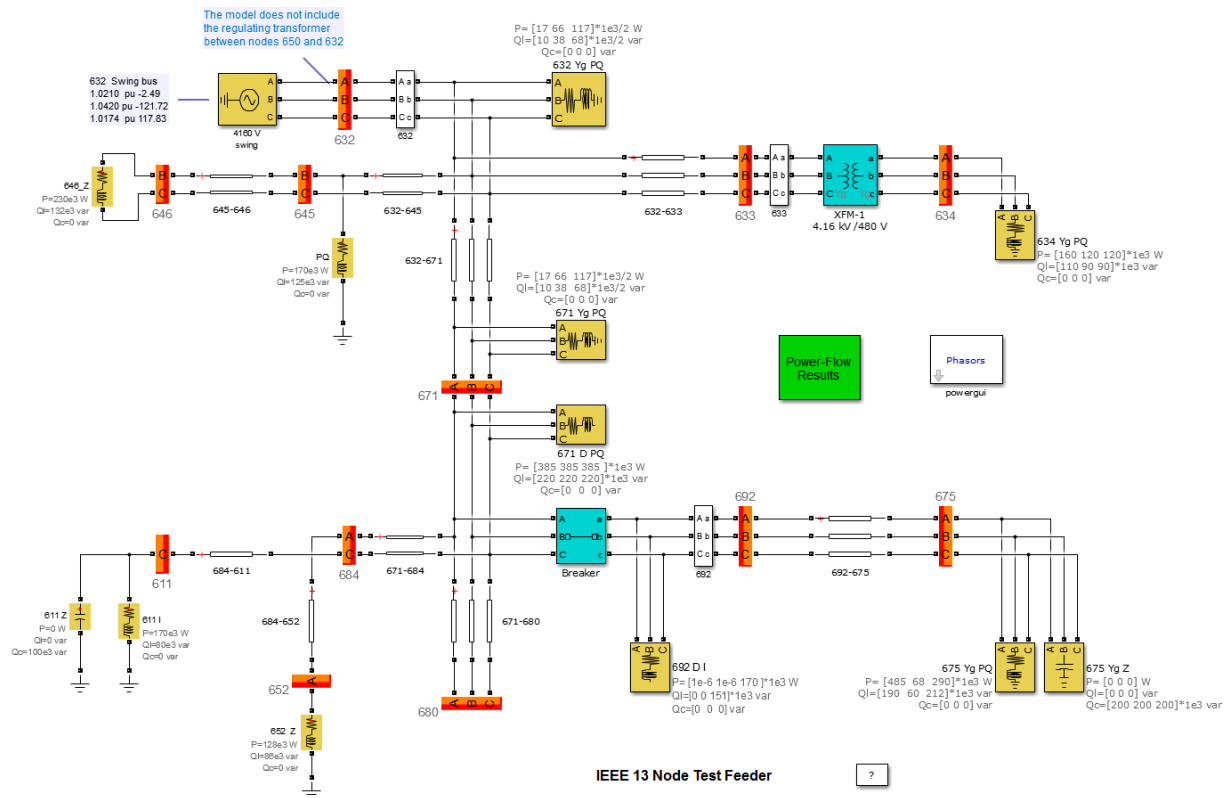 The model does not include
the regulating transformer
between nodes 650 and 632
632 Swing bus
1.0210 pu -2.49
1.0420 pu -121.72
1.0174 pu 117.83
A
B
C
4160 V
swing
A
B
C
632
A a
B b
C c
632
P= [17 66 117]*1e3/2 W
Ql=[10 38 68]*1e3/2 var
Qc=[0 0 0] var
632 Yg PQ
A
B
C
646_Z
P=230e3 W
Ql=132e3 var
Qc=0 var
B
C
646
645-646
B
C
645
632-645
PQ
P=170e3 W
Ql=125e3 var
Qc=0 var
632-633
A
B
C
633
A a
B b
C c
633
A a
B b
C c
Yg Yg
XFM-1
4.16 kV/480 V
A
B
C
634
A B C
634 Yg PQ
P= [160 120 120]*1e3 W
Ql=[110 90 90]*1e3 var
Qc=[0 0 0] var
632-671
P= [17 66 117]*1e3/2 W
Ql=[10 38 68]*1e3/2 var
Qc=[0 0 0] var
671 Yg PQ
A
B
C
671
A B C
A
B
C
671 D PQ
P= [385 385 385 ]*1e3 W
Ql=[220 220 220]*1e3 var
Qc=[0 0 0] var
Power-Flow
Results
Phasors
powergui
C
611
684-611
A
C
684
671-684
A a
B b
C c
Breaker
A a
B b
C c
692
692
A
B
C
692-675
675
A
B
C
611 Z
P=0 W
Ql=0 var
Qc=100e3 var
611 I
P=170e3 W
Ql=80e3 var
Qc=0 var
684-652
652
A
652 Z
P=128e3 W
Ql=86e3 var
Qc=0 var
671-680
680
A B C
A B C
692 D I
P= [1e-6 1e-6 170 ]*1e3 W
Ql=[0 0 151]*1e3 var
Qc=[0 0 0] var
A B C
675 Yg PQ
P= [485 68 290]*1e3 W
Ql=[190 60 212]*1e3 var
Qc=[0 0 0] var
A B C
675 Yg Z
P= [0 0 0] W
Ql=[0 0 0] var
Qc=[200 200 200]*1e3 var
IEEE 13 Node Test Feeder
?